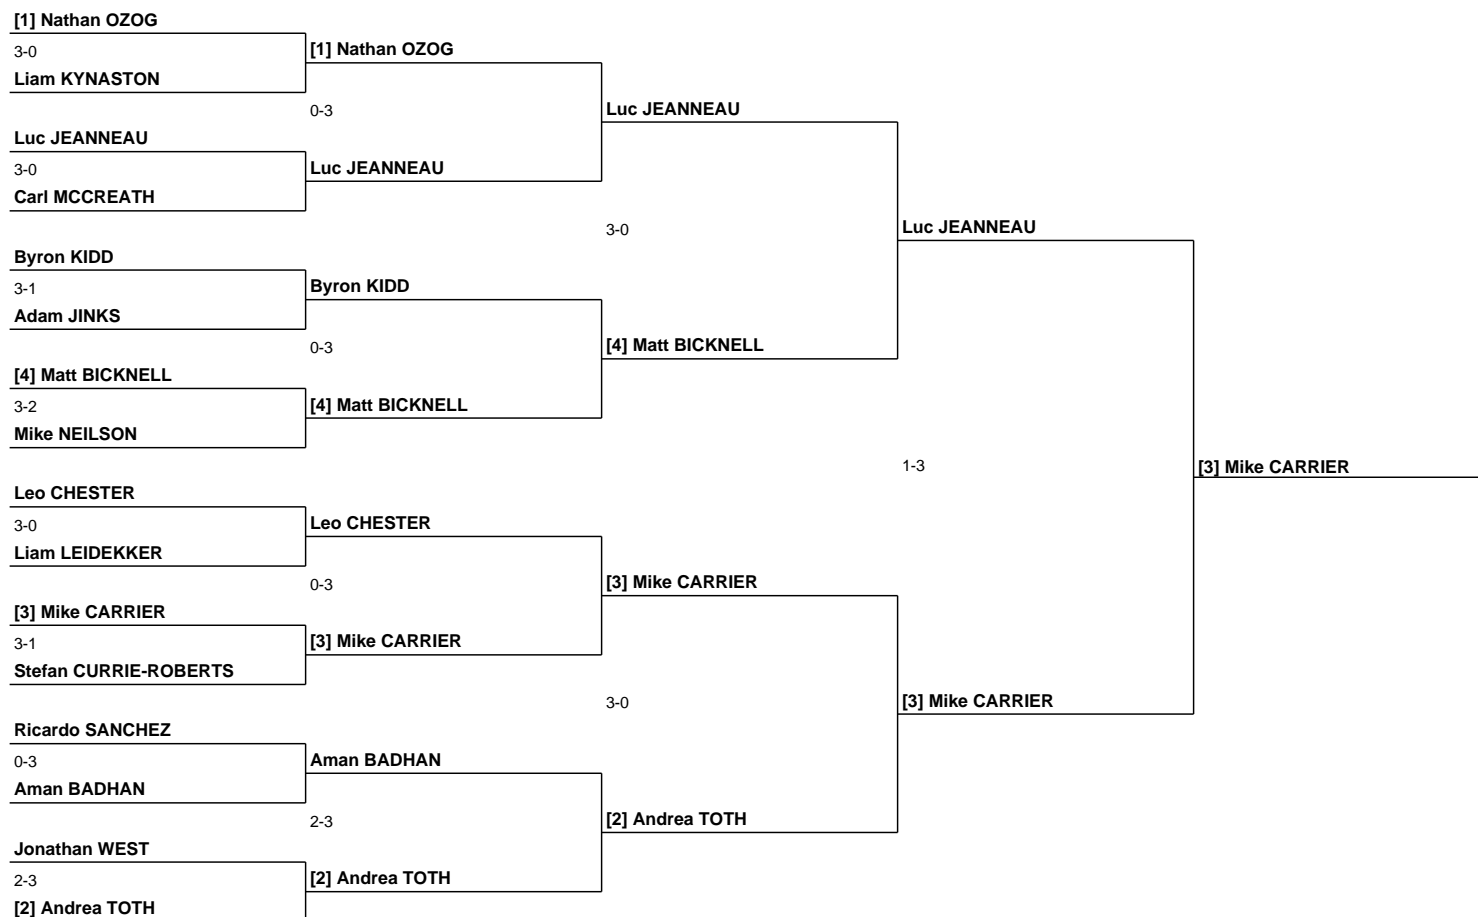 [1] Nathan OZOG
3-0
Liam KYNASTON
Luc JEANNEAU
3-0
Carl MCCREATH
Byron KIDD
3-1
Adam JINKS
[4] Matt BICKNELL
3-2
Mike NEILSON
Leo CHESTER
3-0
Liam LEIDEKKER
[3] Mike CARRIER
3-1
Stefan CURRIE-ROBERTS
Ricardo SANCHEZ
0-3
Aman BADHAN
Jonathan WEST
2-3
[2] Andrea TOTH
[1] Nathan OZOG
0-3
Luc JEANNEAU
Byron KIDD
0-3
[4] Matt BICKNELL
Leo CHESTER
0-3
[3] Mike CARRIER
Aman BADHAN
2-3
[2] Andrea TOTH
Luc JEANNEAU
3-0
[4] Matt BICKNELL
[3] Mike CARRIER
3-0
[2] Andrea TOTH
Luc JEANNEAU
1-3
[3] Mike CARRIER
[3] Mike CARRIER